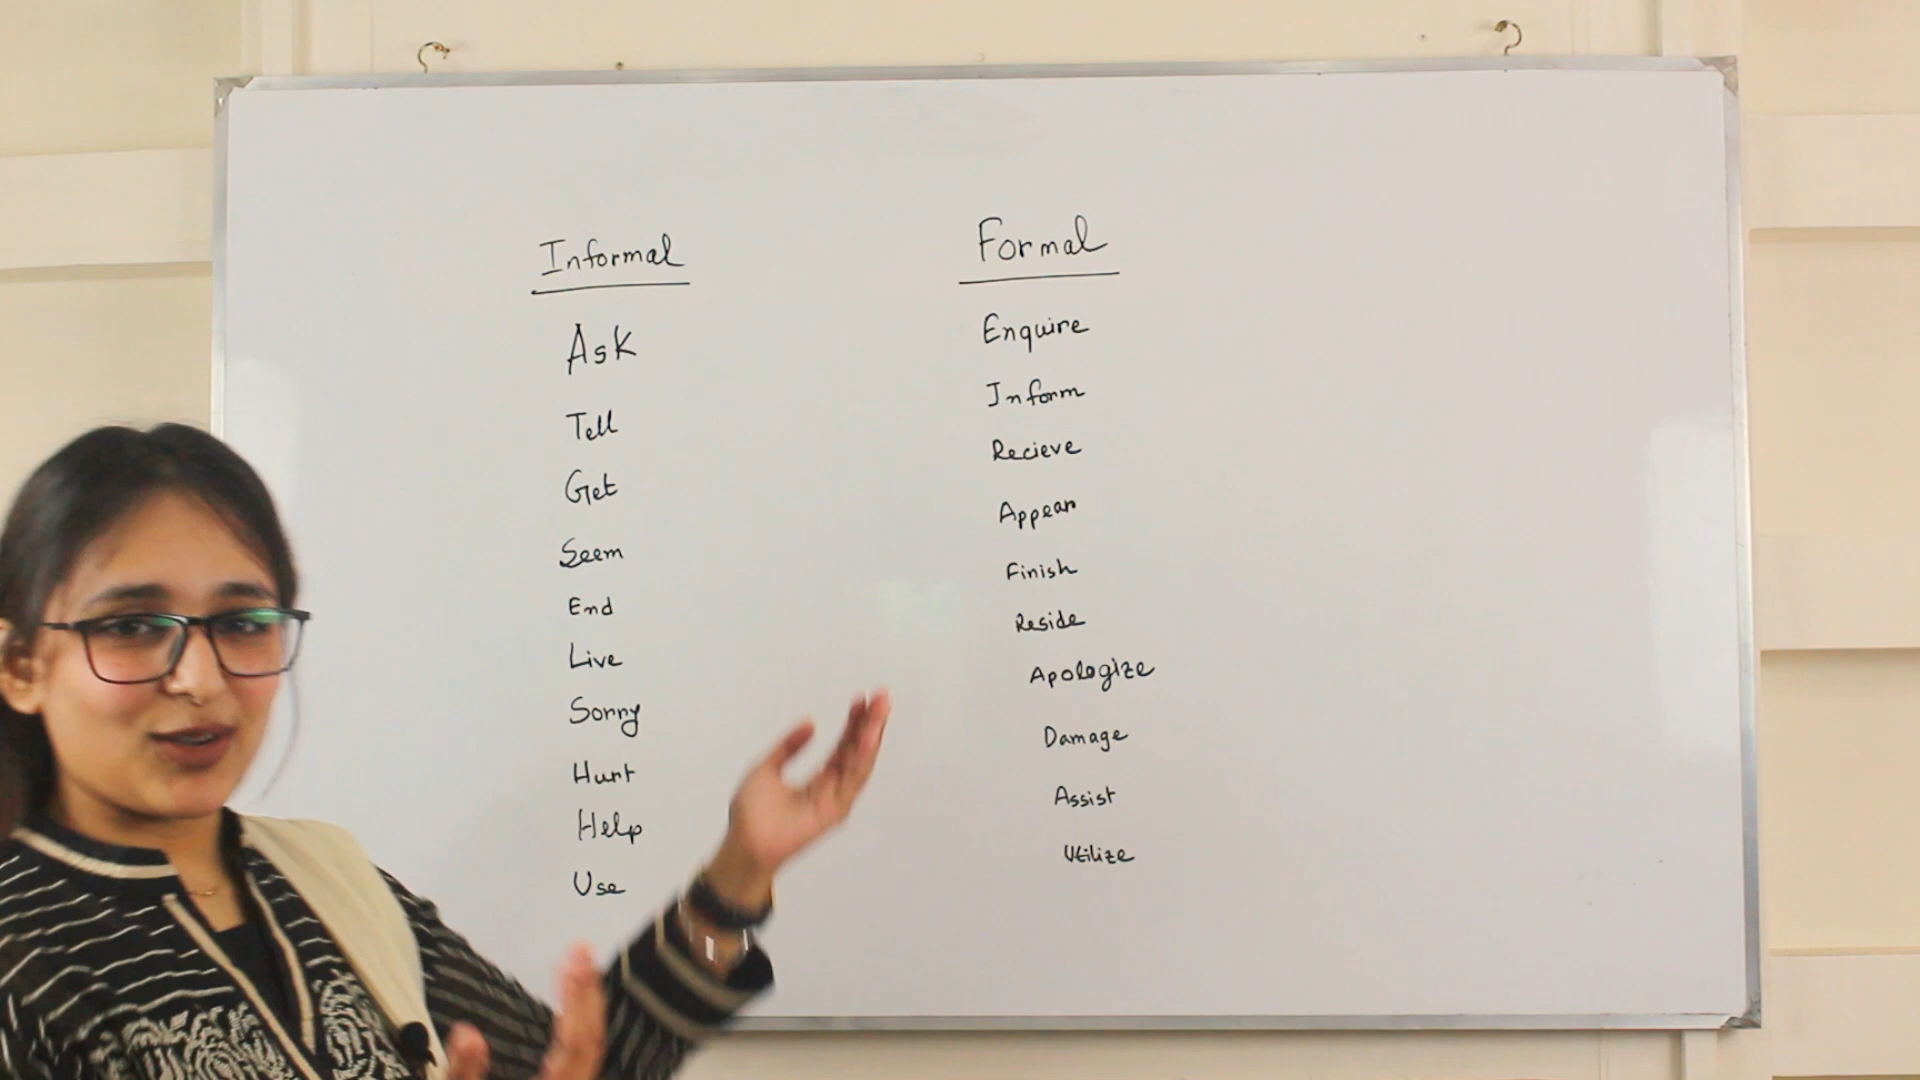 Informal Formal
Ask Enquire
Tell Inform
Get Recieve
Seem Appear
End Finish
Live Reside
Sorry Apologize
Hurt Damage
Help Assist
Use Utilize